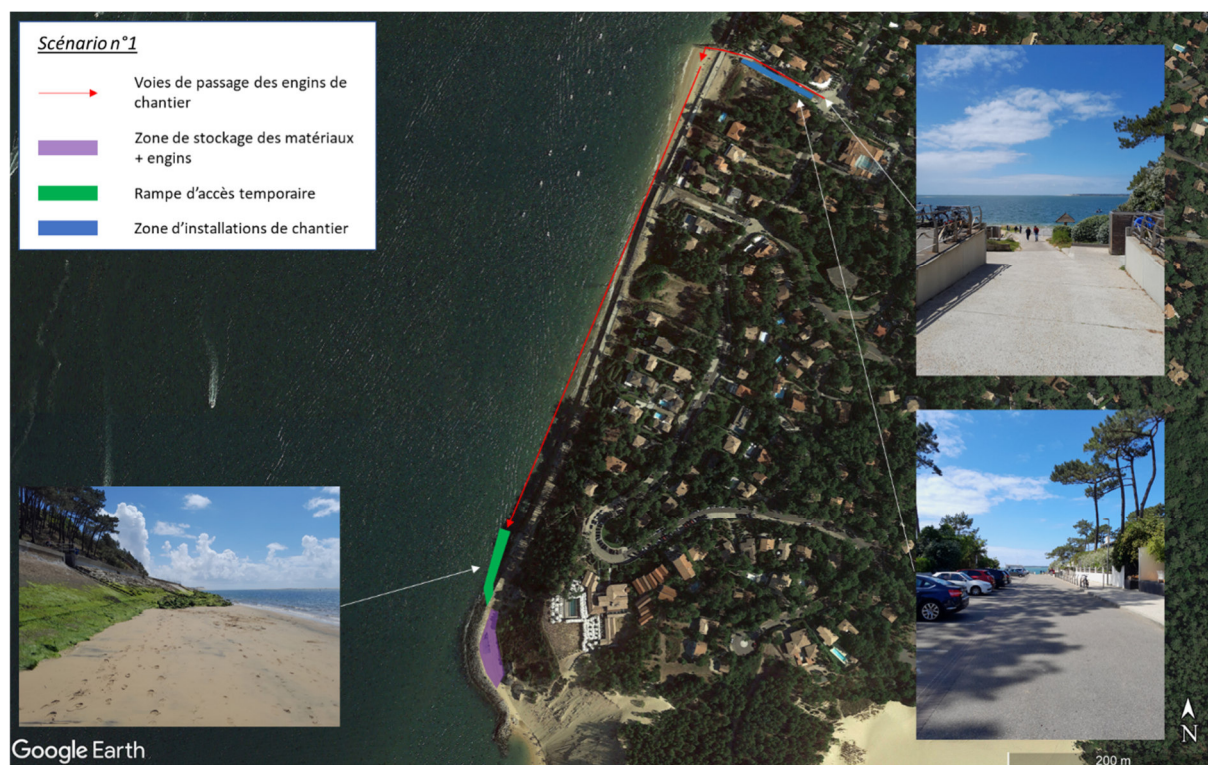 Scénario n°1
Voies de passage des engins de
chantier
Zone de stockage des matériaux
+ engins
Rampe d'accès temporaire
Zone d'installations de chantier
Google Earth
N
200 m